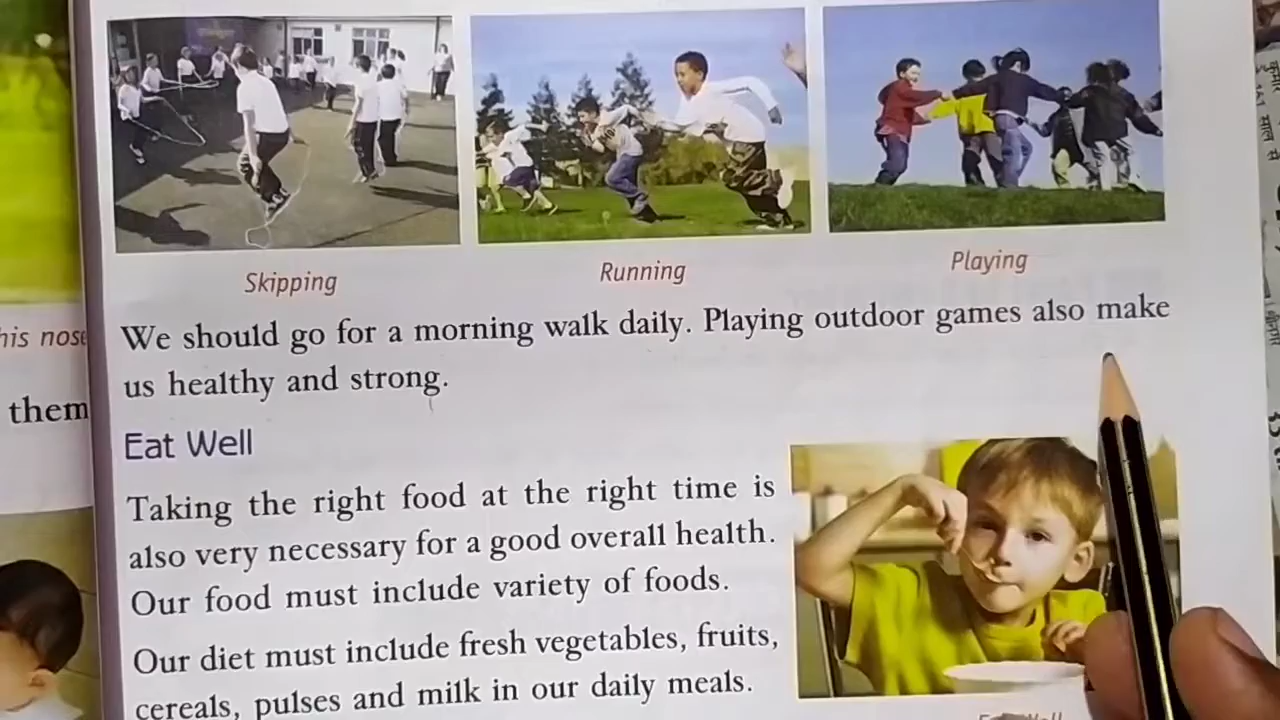 Skipping
Running
Playing
his nose
them
We should go for a morning walk daily. Playing outdoor games also make
us healthy and strong.
Eat Well
Taking the right food at the right time is
also very necessary for a good overall health.
Our food must include variety of foods.
Our diet must include fresh vegetables, fruits,
cereals, pulses and milk in our daily meals.